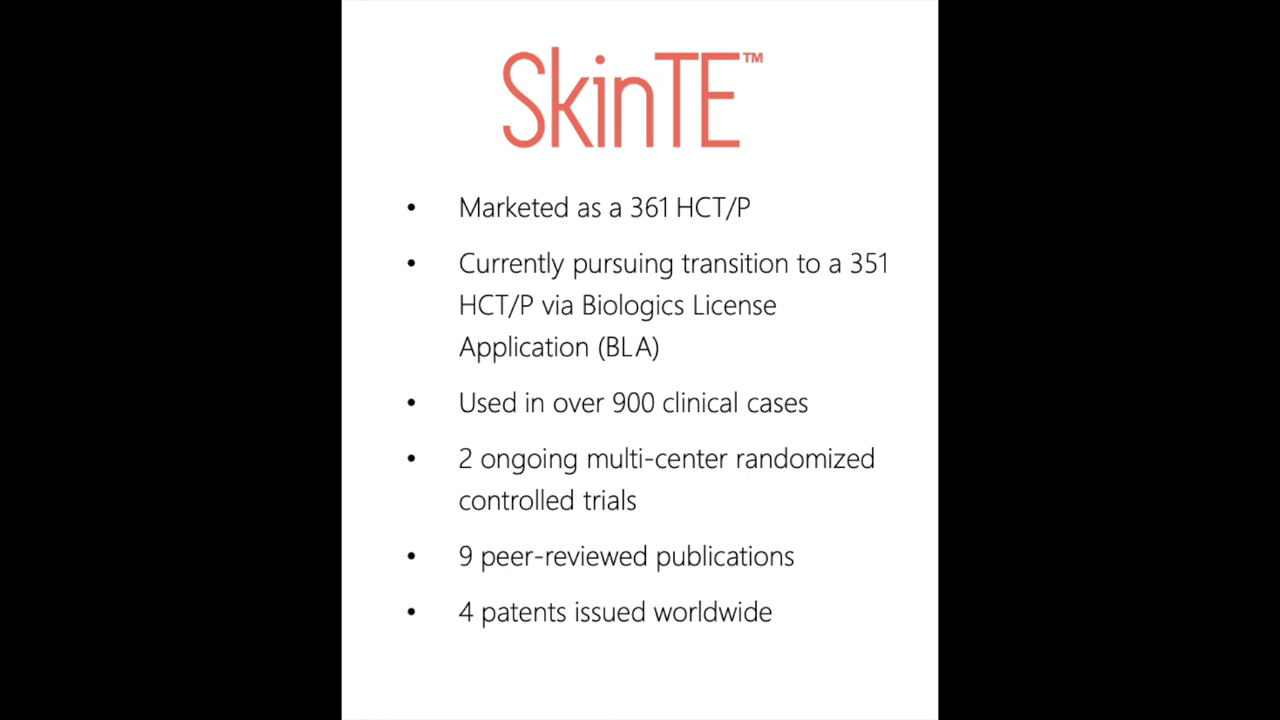 SkinTE™
• Marketed as a 361 HCT/P
• Currently pursuing transition to a 351
HCT/P via Biologics License
Application (BLA)
• Used in over 900 clinical cases
• 2 ongoing multi-center randomized
controlled trials
• 9 peer-reviewed publications
• 4 patents issued worldwide